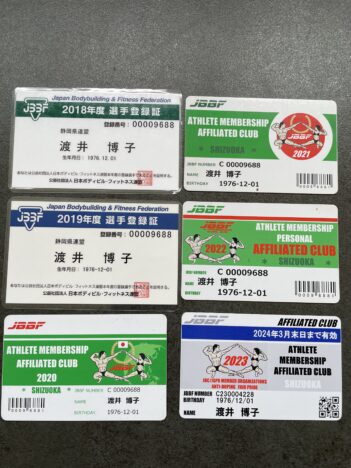 JBBF
Japan Bodybuilding & Fitness Federation
2018年度 選手登録証
登録番号：00009688
静岡県連盟
渡井 博子
生年月日：1976.12.01
公益社団法人日本ボディビル・フィットネス連盟
JBBF
ATHLETE MEMBERSHIP
AFFILIATED CLUB
SHIZUOKA
2021
JBBF NUMBER C 00009688
NAME 渡井 博子
BIRTHDAY 1976-12-01
JBBF
Japan Bodybuilding & Fitness Federation
2019年度 選手登録証
登録番号：00009688
静岡県連盟
渡井 博子
生年月日：1976-12-01
公益社団法人日本ボディビル・フィットネス連盟
JBBF
ATHLETE MEMBERSHIP
PERSONAL
AFFILIATED CLUB
SHIZUOKA
2022
JBBF NUMBER C 00009688
NAME 渡井 博子
BIRTHDAY 1976-12-01
JBBF
ATHLETE MEMBERSHIP
AFFILIATED CLUB
2020
SHIZUOKA
JBBF NUMBER C 00009688
NAME 渡井 博子
BIRTHDAY 1976-12-01
JBBF
AFFILIATED CLUB
2024年3月末日まで有効
ATHLETE
MEMBERSHIP
AFFILIATED CLUB
2023
SHIZUOKA
JBBF NUMBER C230004228
BIRTHDAY 1976/12/01
NAME 渡井 博子